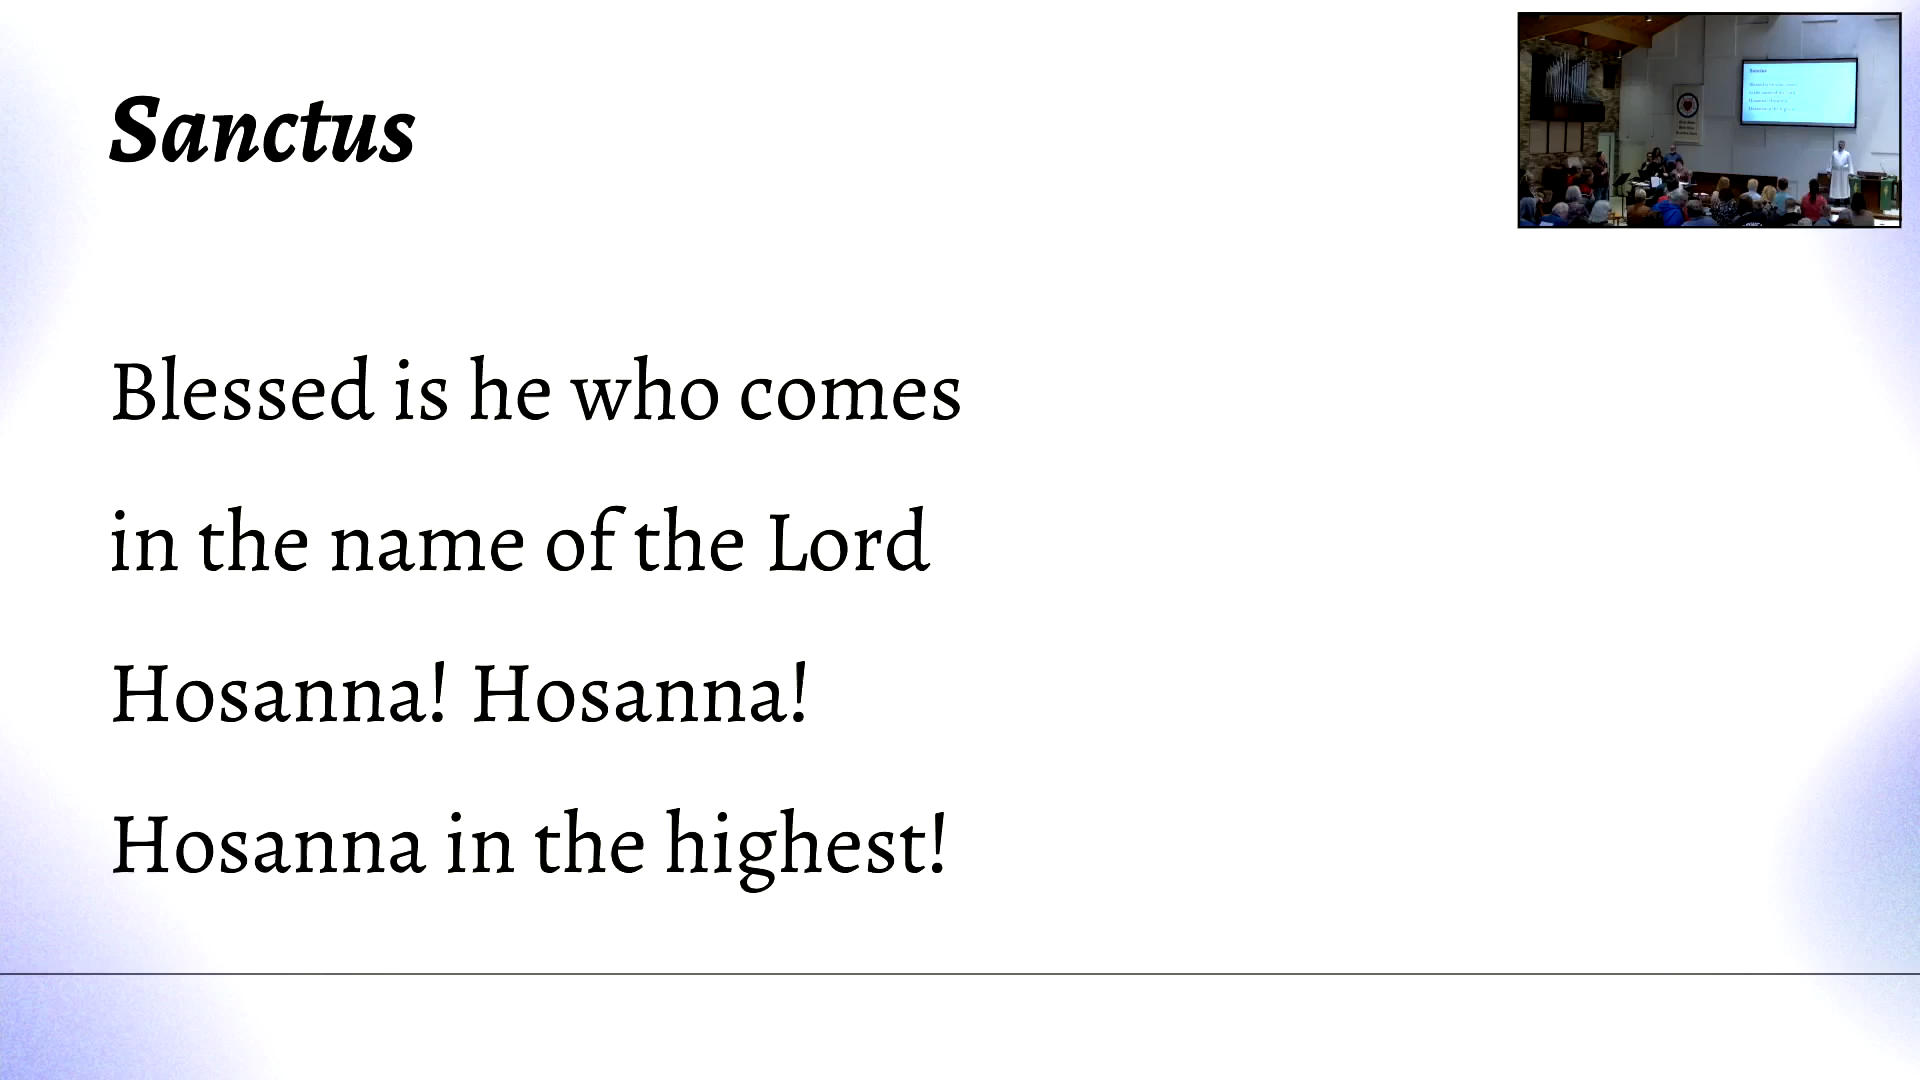 Sanctus
Blessed is he who comes
in the name of the Lord
Hosanna! Hosanna!
Hosanna in the highest!